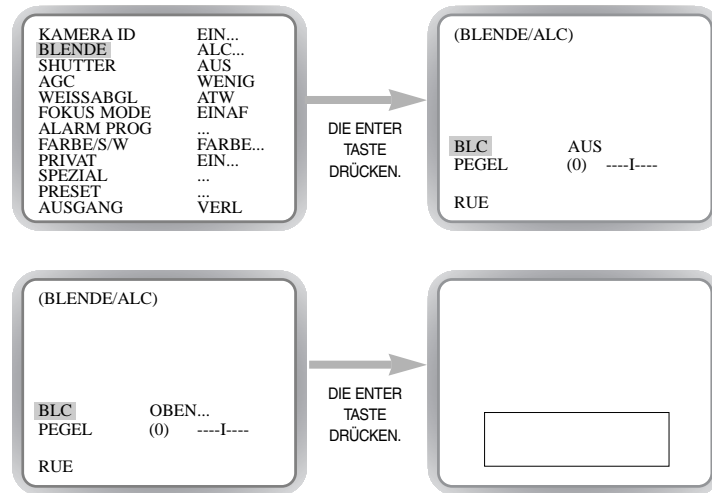 KAMERA ID EIN...
BLENDE ALC...
SHUTTER AUS
AGC WENIG
WEISSABGL ATW
FOKUS MODE EINAF
ALARM PROG ...
FARBE/S/W FARBE...
PRIVAT EIN...
SPEZIAL ...
PRESET ...
AUSGANG VERL
DIE ENTER
TASTE
DRÜCKEN.
(BLENDE/ALC)
BLC AUS
PEGEL (0) ----I----
RUE
(BLENDE/ALC)
BLC OBEN...
PEGEL (0) ----I----
RUE
DIE ENTER
TASTE
DRÜCKEN.